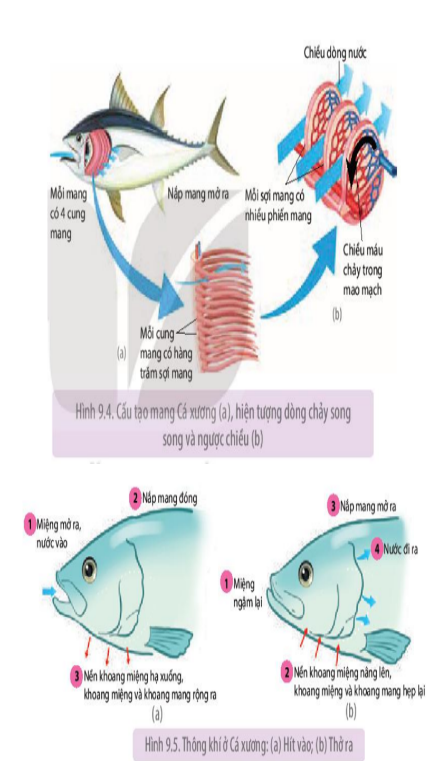 Chiều dòng nước
Mỗi mang
có 4 cung
mang
Nắp mang mở ra
Mỗi sợi mang có
nhiều phiến mang
Chiều máu
chảy trong
mao mạch
(b)
(a)
Mỗi cung
mang có hàng
trăm sợi mang
Hình 9.4. Cấu tạo mang Cá xương (a), hiện tượng dòng chảy song
song và ngược chiều (b)
2 Nắp mang đóng
1 Miệng mở ra,
nước vào
3 Nền khoang miệng hạ xuống,
khoang miệng và khoang mang rộng ra
(a)
3 Nắp mang mở ra
4 Nước đi ra
1 Miệng
ngậm lại
2 Nền khoang miệng nâng lên,
khoang miệng và khoang mang hẹp lại
(b)
Hình 9.5. Thông khí ở Cá xương: (a) Hít vào; (b) Thở ra